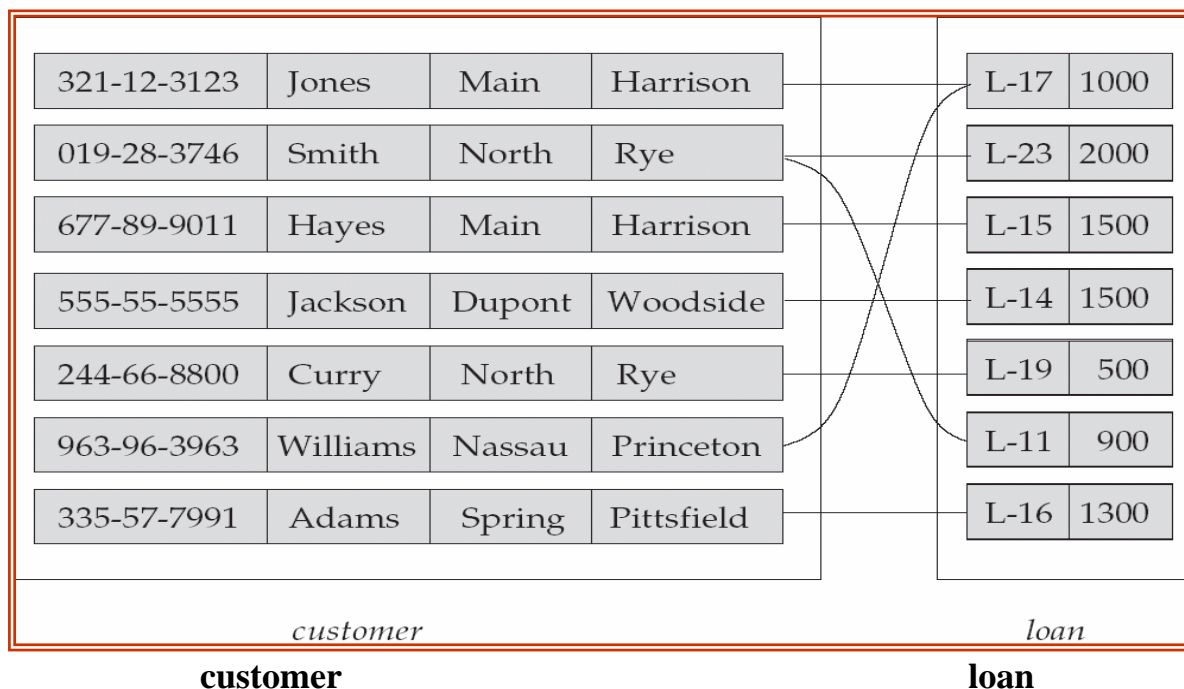 321-12-3123 Jones Main Harrison L-17 1000
019-28-3746 Smith North Rye L-23 2000
677-89-9011 Hayes Main Harrison L-15 1500
555-55-5555 Jackson Dupont Woodside L-14 1500
244-66-8800 Curry North Rye L-19 500
963-96-3963 Williams Nassau Princeton L-11 900
335-57-7991 Adams Spring Pittsfield L-16 1300
customer loan
customer loan